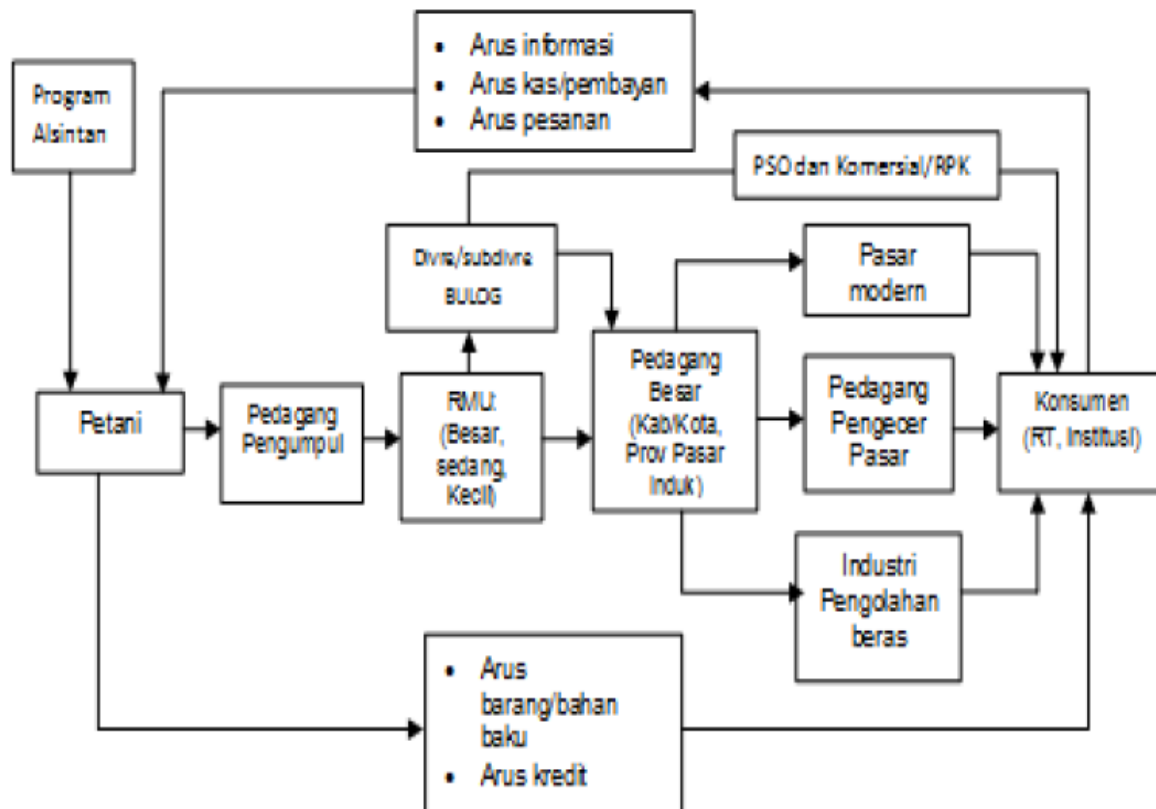 • Arus informasi
• Arus kas/pembayan
• Arus pesanan
Program
Alsintan
PSO dan Komersial/RPK
Divre/subdivre
BULOG
Pasar
modern
Petani
Pedagang
Pengumpul
RMU:
(Besar,
sedang,
Kecil)
Pedagang
Besar
(Kab/Kota,
Prov Pasar
Induk)
Pedagang
Pengecer
Pasar
Konsumen
(RT, Institusi)
Industri
Pengolahan
beras
• Arus
barang/bahan
baku
• Arus kredit